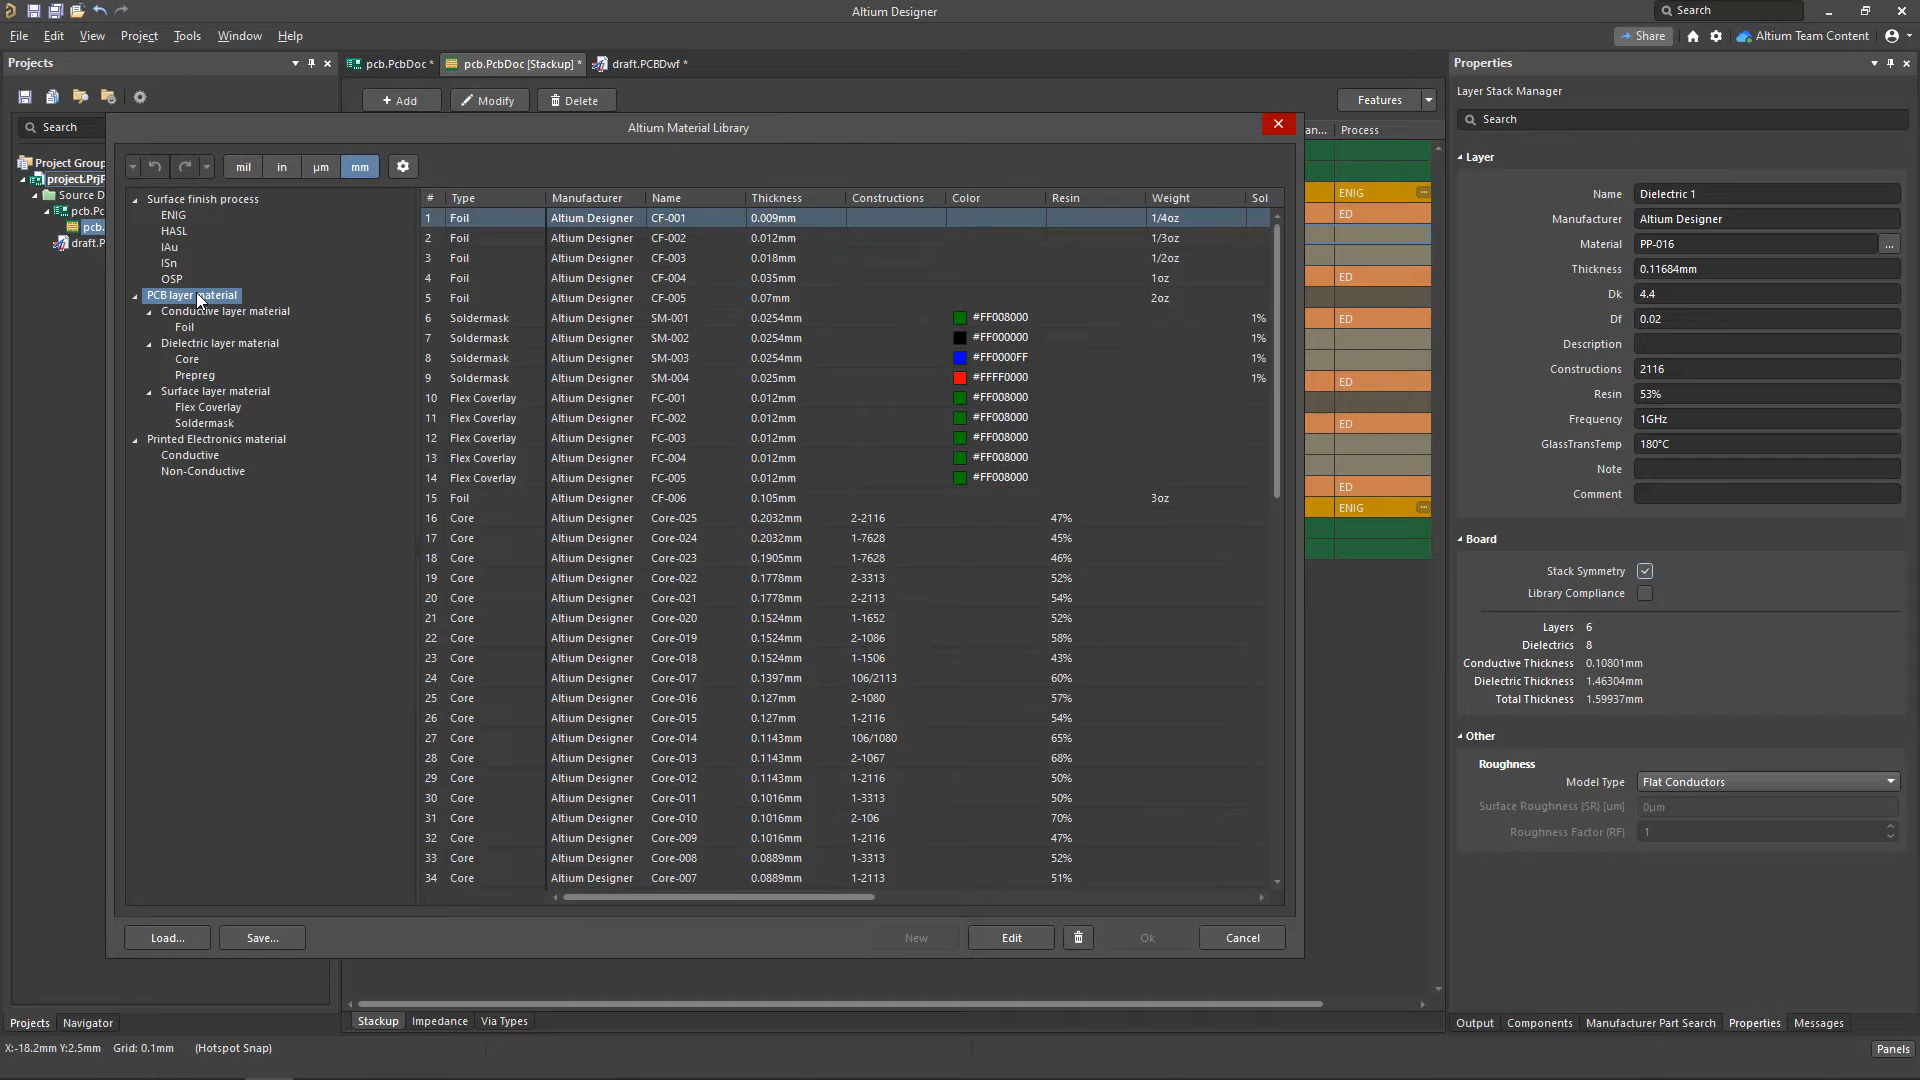 Altium Designer
Search
File Edit View Project Tools Window Help
Share
Altium Team Content
Projects
pcb.PcbDoc *
pcb.PcbDoc [Stackup] *
draft.PCBDwf *
Properties
Add Modify Delete
Features
Layer Stack Manager
Search
Search
Altium Material Library
an... Process
Project Group
project.PrjP
Source D
pcb.Pc
pcb.
draft.P
mil in µm mm
Surface finish process
ENIG
HASL
IAu
ISn
OSP
PCB layer material
Conductive layer material
Foil
Dielectric layer material
Core
Prepreg
Surface layer material
Flex Coverlay
Soldermask
Printed Electronics material
Conductive
Non-Conductive
# Type Manufacturer Name Thickness Constructions Color Resin Weight Sol
1 Foil Altium Designer CF-001 0.009mm 1/4oz
2 Foil Altium Designer CF-002 0.012mm 1/3oz
3 Foil Altium Designer CF-003 0.018mm 1/2oz
4 Foil Altium Designer CF-004 0.035mm 1oz
5 Foil Altium Designer CF-005 0.07mm 2oz
6 Soldermask Altium Designer SM-001 0.0254mm #FF008000 1%
7 Soldermask Altium Designer SM-002 0.0254mm #FF000000 1%
8 Soldermask Altium Designer SM-003 0.0254mm #FF0000FF 1%
9 Soldermask Altium Designer SM-004 0.025mm #FFFF0000 1%
10 Flex Coverlay Altium Designer FC-001 0.012mm #FF008000
11 Flex Coverlay Altium Designer FC-002 0.012mm #FF008000
12 Flex Coverlay Altium Designer FC-003 0.012mm #FF008000
13 Flex Coverlay Altium Designer FC-004 0.012mm #FF008000
14 Flex Coverlay Altium Designer FC-005 0.012mm #FF008000
15 Foil Altium Designer CF-006 0.105mm 3oz
16 Core Altium Designer Core-025 0.2032mm 2-2116 47%
17 Core Altium Designer Core-024 0.2032mm 1-7628 45%
18 Core Altium Designer Core-023 0.1905mm 1-7628 46%
19 Core Altium Designer Core-022 0.1778mm 2-3313 52%
20 Core Altium Designer Core-021 0.1778mm 2-2113 54%
21 Core Altium Designer Core-020 0.1524mm 1-1652 52%
22 Core Altium Designer Core-019 0.1524mm 2-1086 58%
23 Core Altium Designer Core-018 0.1524mm 1-1506 43%
24 Core Altium Designer Core-017 0.1397mm 106/2113 60%
25 Core Altium Designer Core-016 0.127mm 2-1080 57%
26 Core Altium Designer Core-015 0.127mm 1-2116 54%
27 Core Altium Designer Core-014 0.1143mm 106/1080 65%
28 Core Altium Designer Core-013 0.1143mm 2-1067 68%
29 Core Altium Designer Core-012 0.1143mm 1-2116 50%
30 Core Altium Designer Core-011 0.1016mm 1-3313 50%
31 Core Altium Designer Core-010 0.1016mm 2-106 70%
32 Core Altium Designer Core-009 0.1016mm 1-2116 47%
33 Core Altium Designer Core-008 0.0889mm 1-3313 52%
34 Core Altium Designer Core-007 0.0889mm 1-2113 51%
Load... Save... New Edit Ok Cancel
ENIG ...
ED
ED
ED
ED
ED
ED
ENIG ...
Layer
Name Dielectric 1
Manufacturer Altium Designer
Material PP-016 ...
Thickness 0.11684mm
Dk 4.4
Df 0.02
Description
Constructions 2116
Resin 53%
Frequency 1GHz
GlassTransTemp 180°C
Note
Comment
Board
Stack Symmetry
Library Compliance
Layers 6
Dielectrics 8
Conductive Thickness 0.10801mm
Dielectric Thickness 1.46304mm
Total Thickness 1.59937mm
Other
Roughness
Model Type Flat Conductors
Surface Roughness (SR) [um] 0µm
Roughness Factor (RF) 1
Projects Navigator
Stackup Impedance Via Types
Output Components Manufacturer Part Search Properties Messages
X:-18.2mm Y:2.5mm Grid: 0.1mm (Hotspot Snap)
Panels